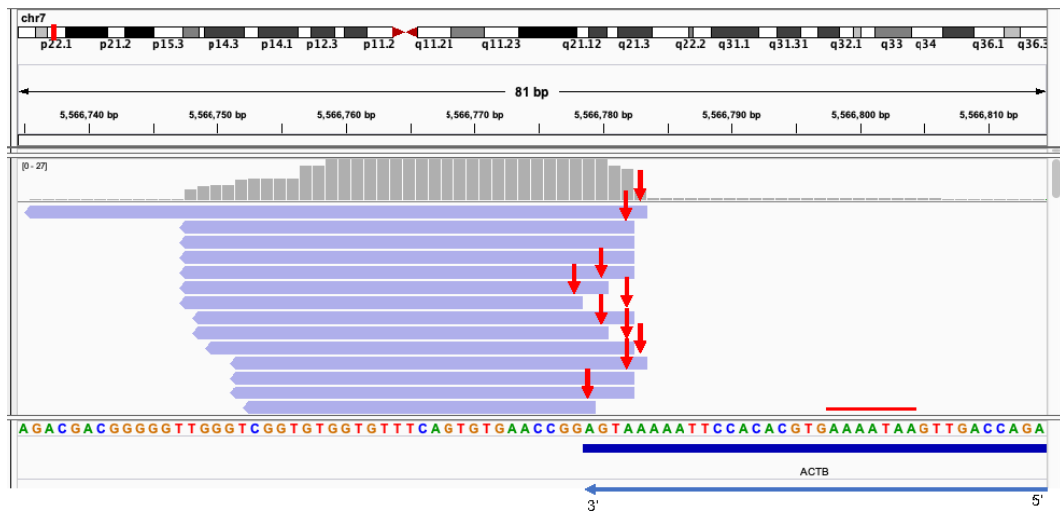 chr7
p22.1 p21.2 p15.3 p14.3 p14.1 p12.3 p11.2 q11.21 q11.23 q21.12 q21.3 q22.2 q31.1 q31.31 q32.1 q33 q34 q36.1 q36.3
81 bp
5,566,740 bp 5,566,750 bp 5,566,760 bp 5,566,770 bp 5,566,780 bp 5,566,790 bp 5,566,800 bp 5,566,810 bp
[0 - 27]
AGACGACGGGGGTTGGGTCGGTGTGGTGTTTCAGTGTGAACCGGAGTAAAAATTCCACACGTGAAAATAAGTTGACCAGA
ACTB
3' 5'